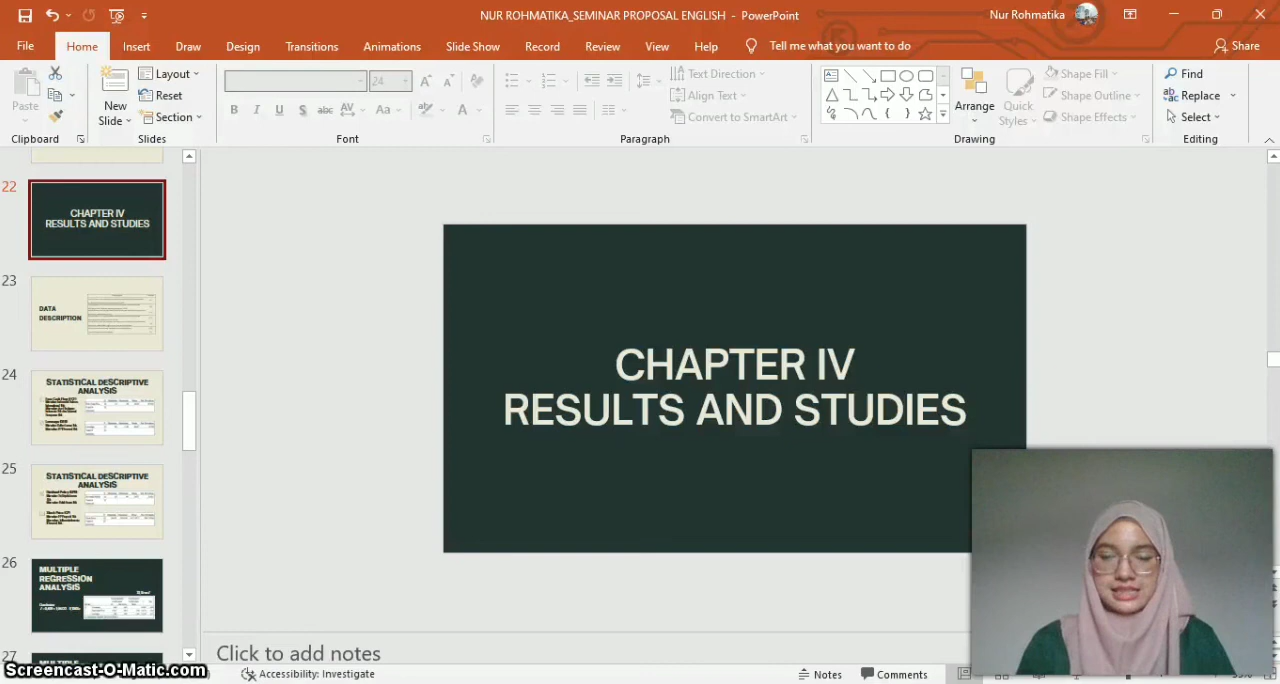 NUR ROHMATIKA_SEMINAR PROPOSAL ENGLISH - PowerPoint
Nur Rohmatika
File Home Insert Draw Design Transitions Animations Slide Show Record Review View Help Tell me what you want to do Share
Paste
Clipboard
New Slide
Layout
Reset
Section
Slides
24
B I U S abc AV Aa A
Font
Text Direction
Align Text
Convert to SmartArt
Paragraph
Arrange
Quick Styles
Shape Fill
Shape Outline
Shape Effects
Drawing
Find
Replace
Select
Editing
22
CHAPTER IV
RESULTS AND STUDIES
23
DATA
DESCRIPTION
24
STATISTICAL DESCRIPTIVE
ANALYSIS
25
STATISTICAL DESCRIPTIVE
ANALYSIS
26
MULTIPLE
REGRESSION
ANALYSIS
27
CHAPTER IV
RESULTS AND STUDIES
Click to add notes
Accessibility: Investigate
Notes
Comments
Screencast-O-Matic.com